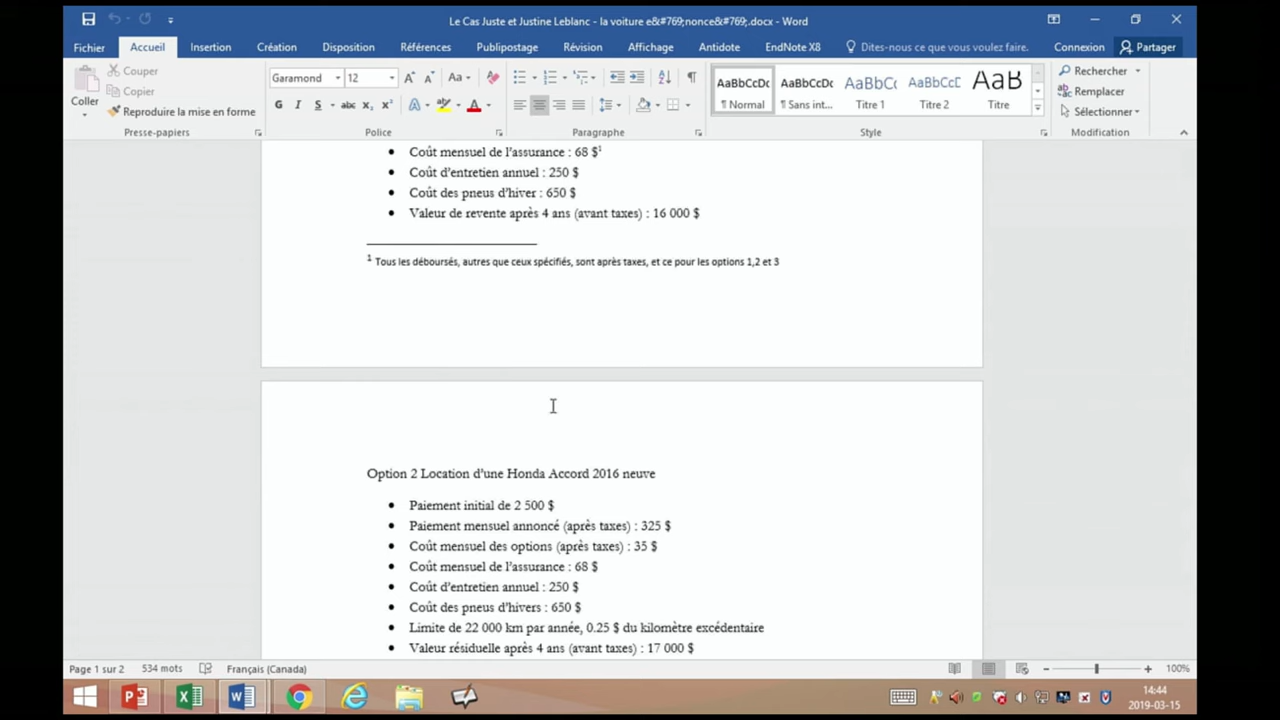 Le Cas Juste et Justine Leblanc - la voiture e&#769;nonce&#769;.docx - Word
Fichier Accueil Insertion Création Disposition Références Publipostage Révision Affichage Antidote EndNote X8 Dites-nous ce que vous voulez faire. Connexion Partager
Coller
Couper
Copier
Reproduire la mise en forme
Presse-papiers
Garamond 12
G I S abc x₂ x²
Police
Paragraphe
AaBbCcDc AaBbCcDc AaBbCc AaBbCcD AaB
¶ Normal ¶ Sans int... Titre 1 Titre 2 Titre
Style
Rechercher
Remplacer
Sélectionner
Modification
• Coût mensuel de l'assurance : 68 $¹
• Coût d'entretien annuel : 250 $
• Coût des pneus d'hiver : 650 $
• Valeur de revente après 4 ans (avant taxes) : 16 000 $
¹ Tous les déboursés, autres que ceux spécifiés, sont après taxes, et ce pour les options 1,2 et 3
Option 2 Location d'une Honda Accord 2016 neuve
• Paiement initial de 2 500 $
• Paiement mensuel annoncé (après taxes) : 325 $
• Coût mensuel des options (après taxes) : 35 $
• Coût mensuel de l'assurance : 68 $
• Coût d'entretien annuel : 250 $
• Coût des pneus d'hivers : 650 $
• Limite de 22 000 km par année, 0.25 $ du kilomètre excédentaire
• Valeur résiduelle après 4 ans (avant taxes) : 17 000 $
Page 1 sur 2 534 mots Français (Canada) 100%
14:44
2019-03-15